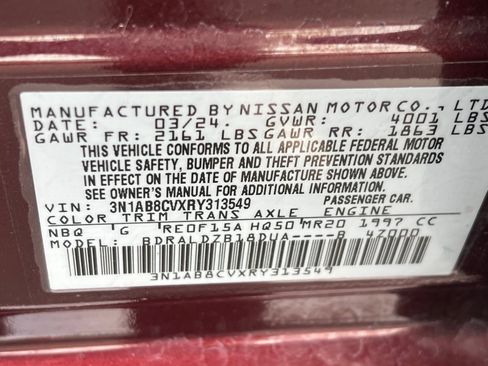 MANUFACTURED BY NISSAN MOTOR CO., LTD
DATE: 03/24 GVWR: 4001 LBS
GAWR FR: 2161 LBS GAWR RR: 1863 LBS
THIS VEHICLE CONFORMS TO ALL APPLICABLE FEDERAL MOTOR
VEHICLE SAFETY, BUMPER AND THEFT PREVENTION STANDARDS
IN EFFECT ON THE DATE OF MANUFACTURE SHOWN ABOVE.
SEE OWNER'S MANUAL FOR ADDITIONAL INFORMATION.
VIN: 3N1AB8CVXRY313549 PASSENGER CAR.
COLOR TRIM TRANS AXLE ENGINE
NBQ G RE0F15A HQ50 MR20 1997 CC
MODEL: BDRALDZB18DUA----B 47000
3N1AB8CVXRY313549